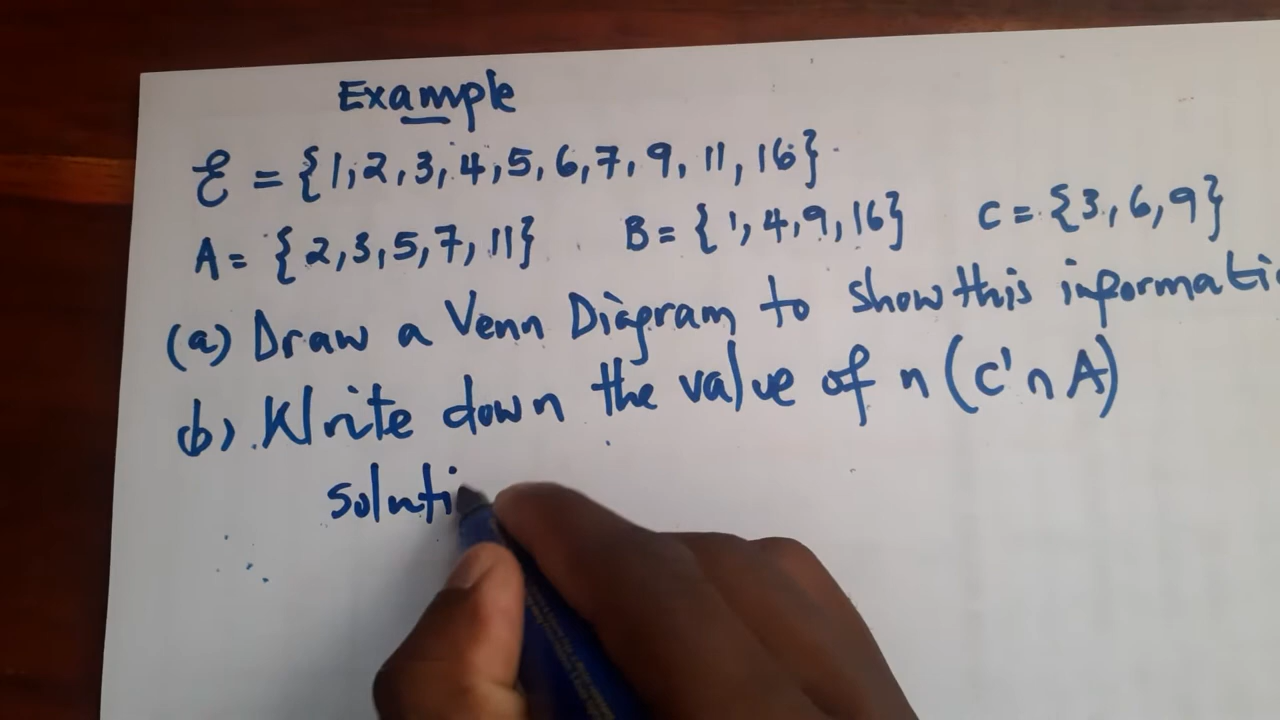 Example
ℰ = {1,2,3,4,5,6,7,9,11,16}
A = {2,3,5,7,11} B = {1,4,9,16} C = {3,6,9}
(a) Draw a Venn Diagram to show this informati
(b) Write down the value of n(C'∩A)
soluti